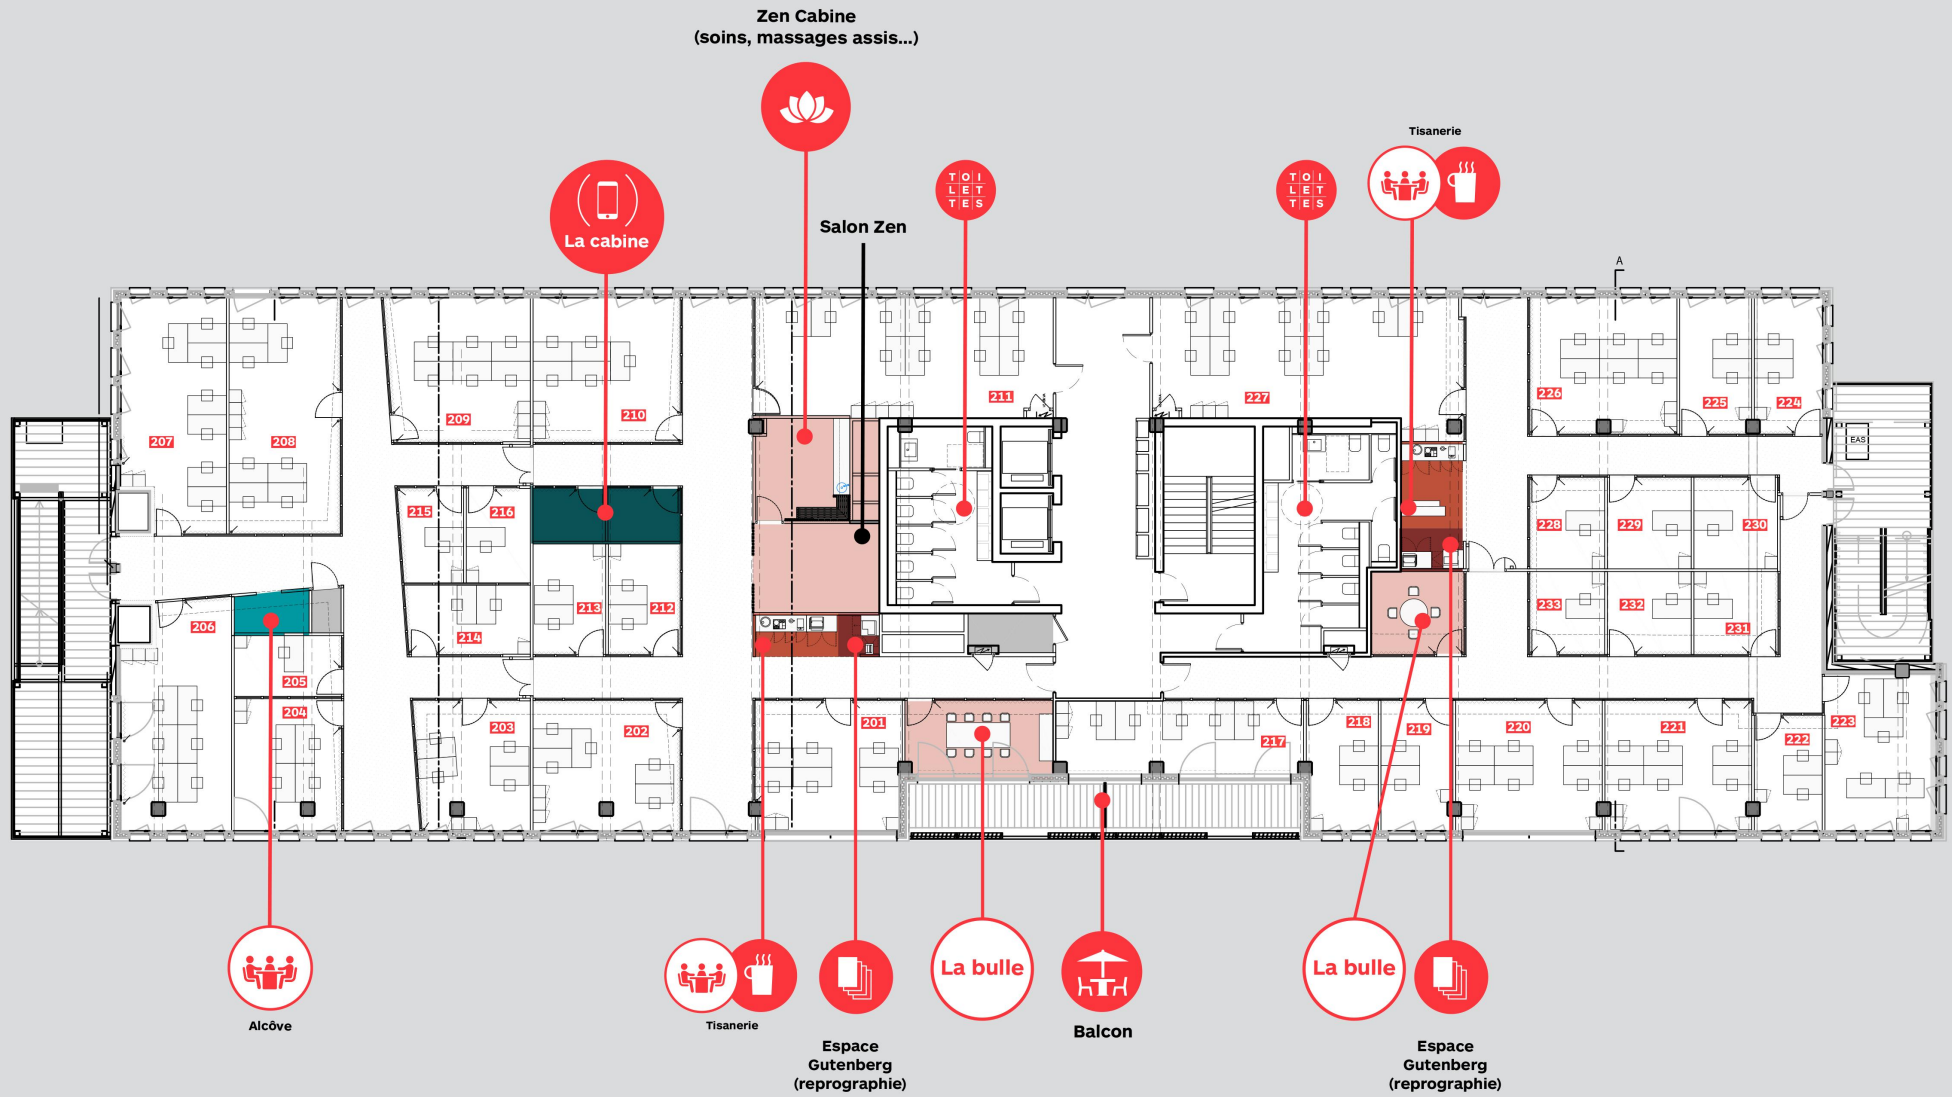 Zen Cabine
(soins, massages assis...)
Tisanerie
TOI
LET
TES
TOI
LET
TES
La cabine
Salon Zen
A
207
208
209
210
211
227
226
225
224
EAS
215
216
214
213
212
228
229
230
233
232
231
206
205
204
203
202
201
217
218
219
220
221
222
223
Alcôve
Tisanerie
Espace
Gutenberg
(reprographie)
La bulle
Balcon
La bulle
Espace
Gutenberg
(reprographie)